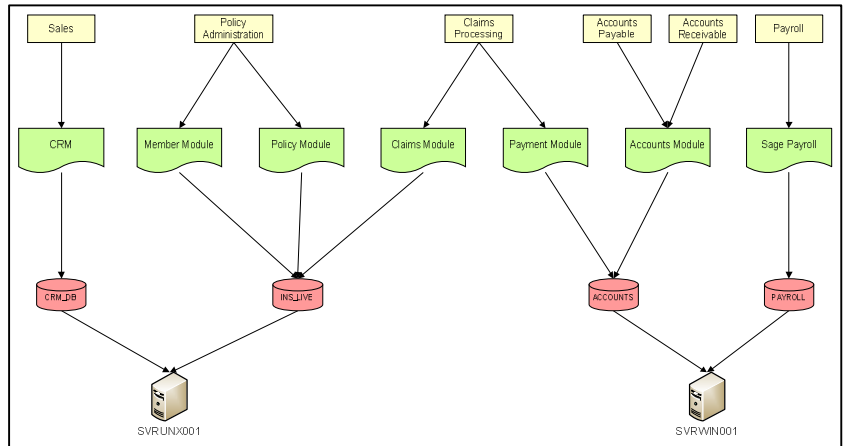 Sales
Policy
Administration
Claims
Processing
Accounts
Payable
Accounts
Receivable
Payroll
CRM
Member Module
Policy Module
Claims Module
Payment Module
Accounts Module
Sage Payroll
CRM_DB
INS_LIVE
ACCOUNTS
PAYROLL
SVRUNX001
SVRWIN001